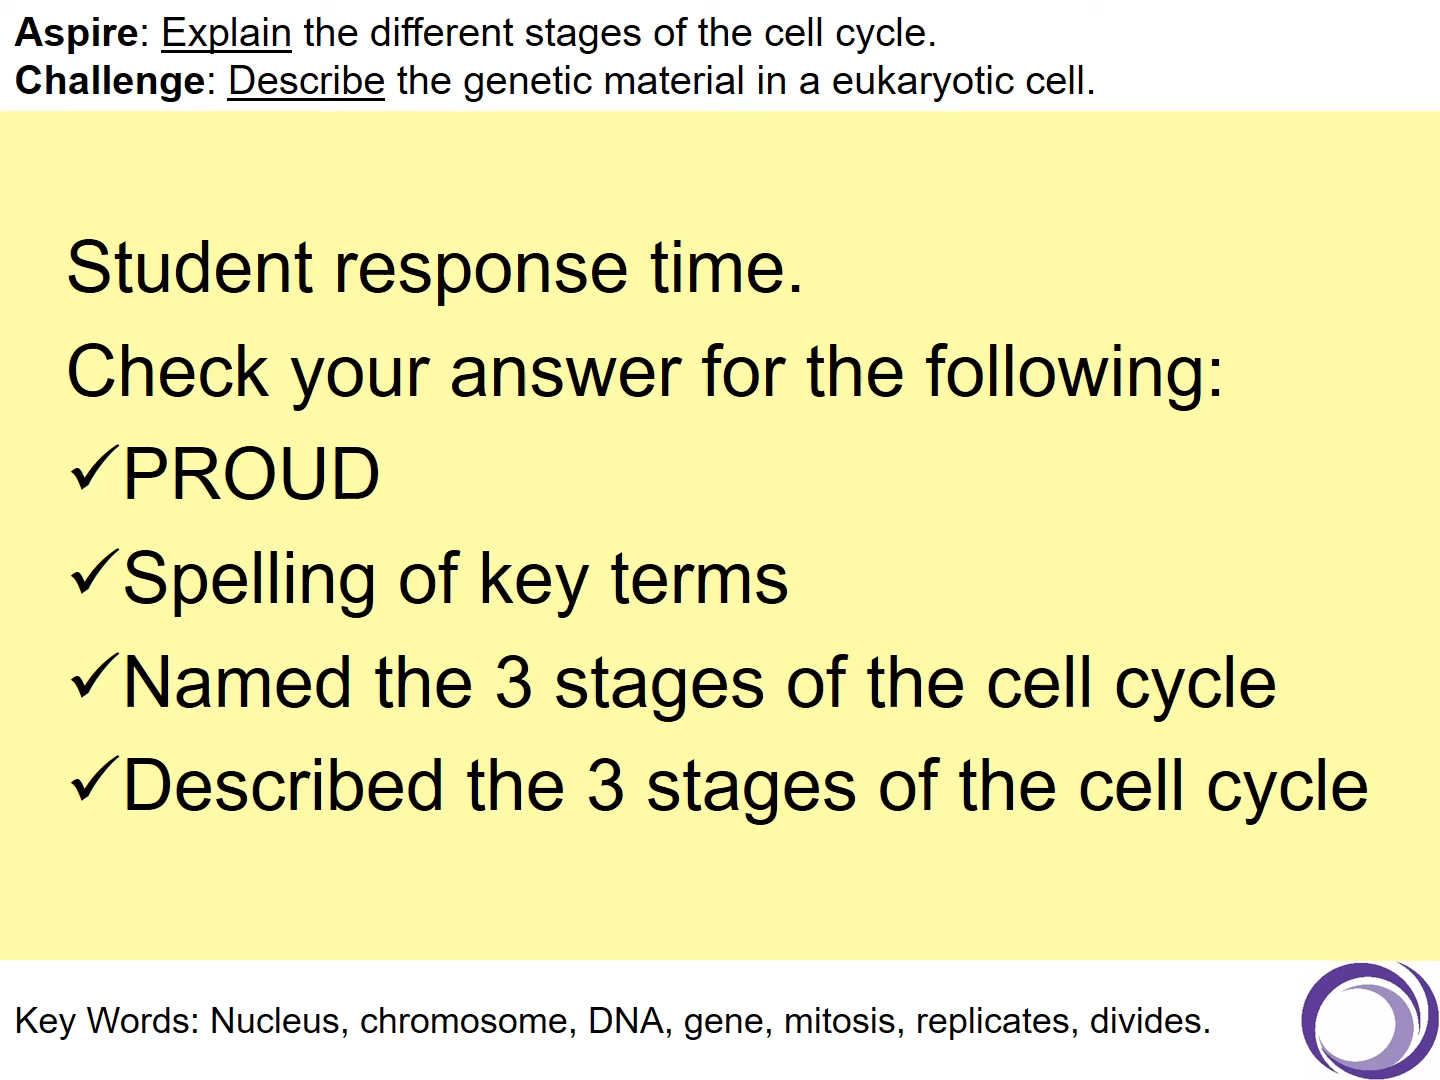 Aspire: Explain the different stages of the cell cycle.
Challenge: Describe the genetic material in a eukaryotic cell.
Student response time.
Check your answer for the following:
✓PROUD
✓Spelling of key terms
✓Named the 3 stages of the cell cycle
✓Described the 3 stages of the cell cycle
Key Words: Nucleus, chromosome, DNA, gene, mitosis, replicates, divides.